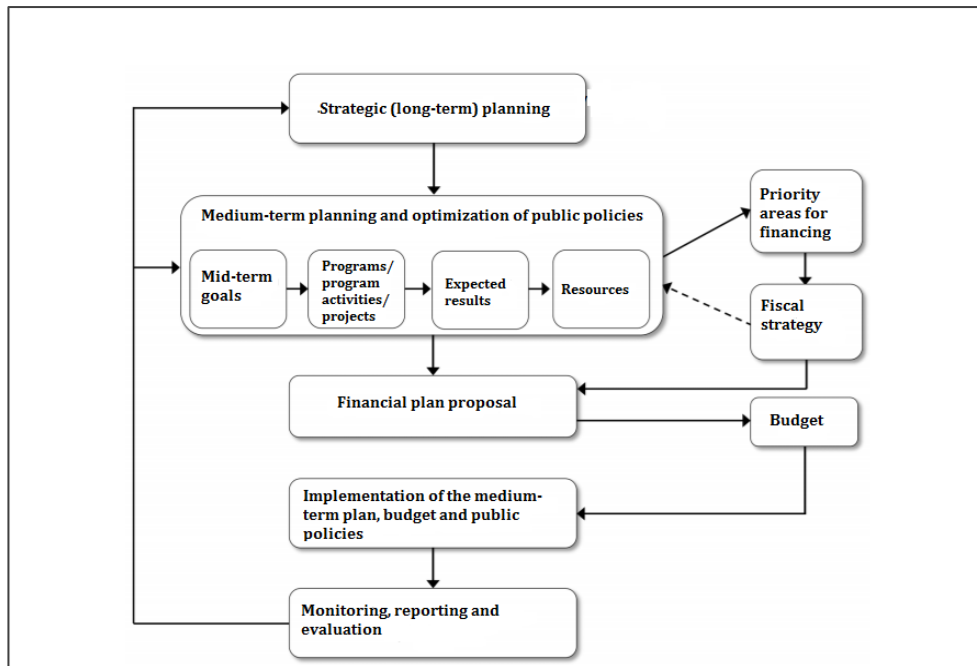 Strategic (long-term) planning
Medium-term planning and optimization of public policies
Mid-term
goals
Programs/
program
activities/
projects
Expected
results
Resources
Priority
areas for
financing
Fiscal
strategy
Financial plan proposal
Budget
Implementation of the medium-
term plan, budget and public
policies
Monitoring, reporting and
evaluation